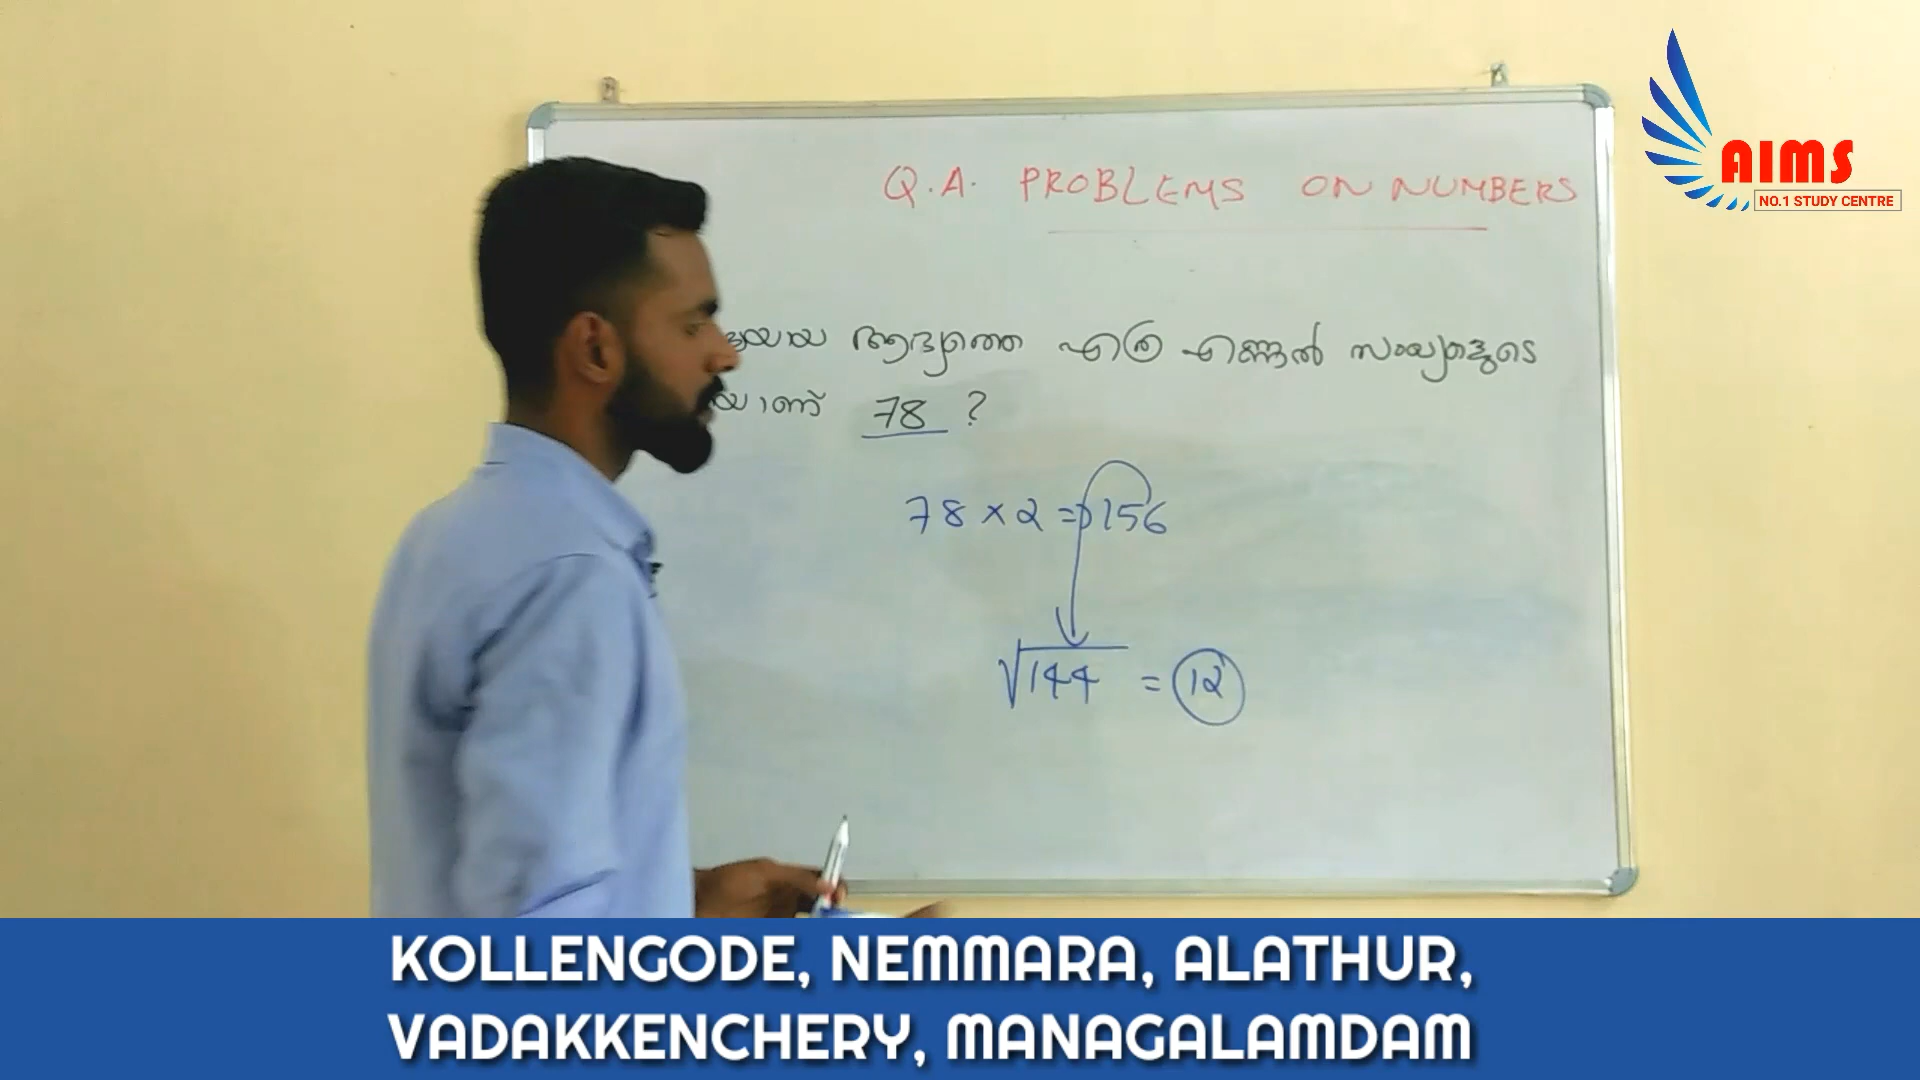 Q.A. PROBLEMS ON NUMBERS
AIMS
NO.1 STUDY CENTRE
ആദ്യത്തെ എത്ര എണ്ണൽ സംഖ്യകളുടെ
78 ?
78 × 2 = 156
√144 = 12
KOLLENGODE, NEMMARA, ALATHUR,
VADAKKENCHERY, MANAGALAMDAM